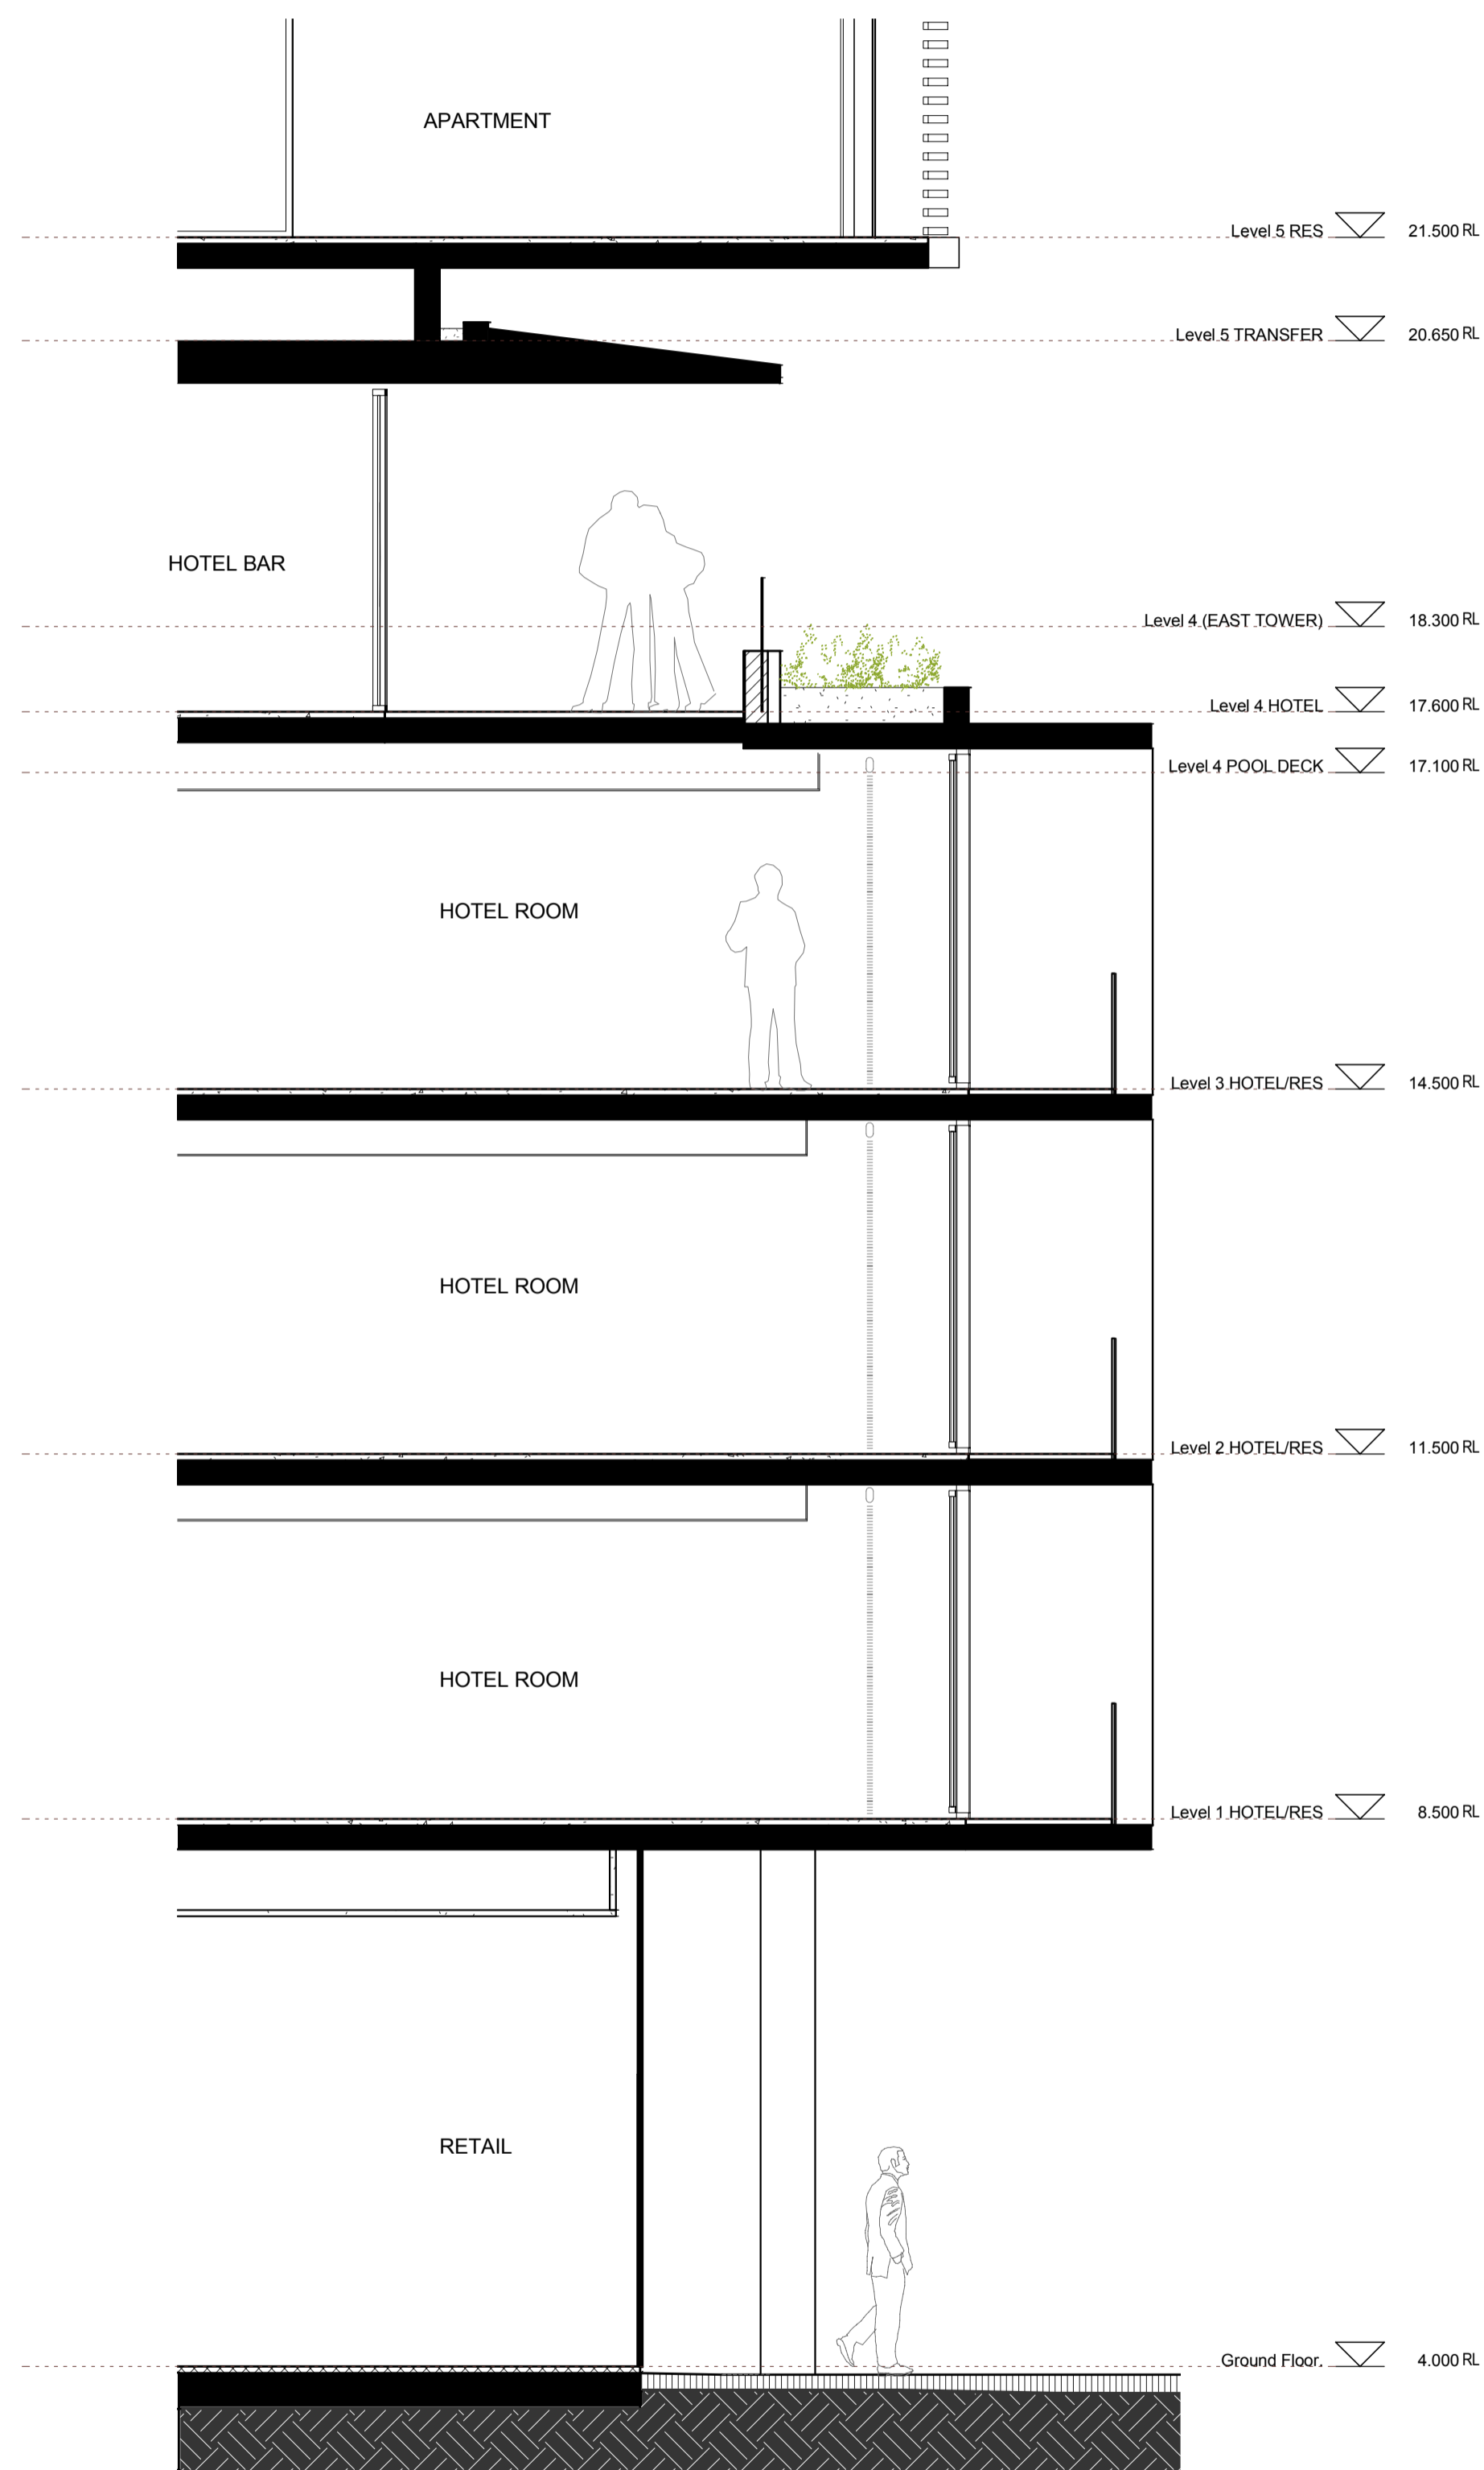 APARTMENT
Level 5 RES 21.500 RL
Level 5 TRANSFER 20.650 RL
HOTEL BAR
Level 4 (EAST TOWER) 18.300 RL
Level 4 HOTEL 17.600 RL
Level 4 POOL DECK 17.100 RL
HOTEL ROOM
Level 3 HOTEL/RES 14.500 RL
HOTEL ROOM
Level 2 HOTEL/RES 11.500 RL
HOTEL ROOM
Level 1 HOTEL/RES 8.500 RL
RETAIL
Ground Floor. 4.000 RL